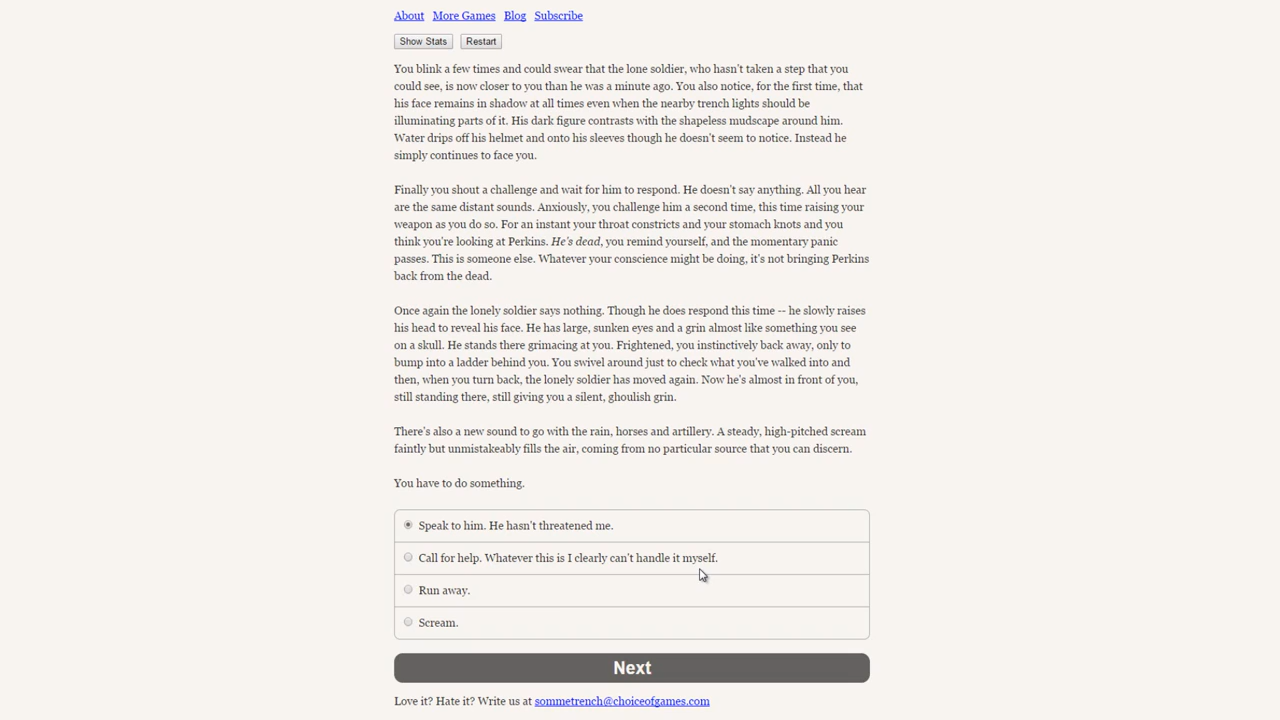 About More Games Blog Subscribe
Show Stats Restart
You blink a few times and could swear that the lone soldier, who hasn't taken a step that you
could see, is now closer to you than he was a minute ago. You also notice, for the first time, that
his face remains in shadow at all times even when the nearby trench lights should be
illuminating parts of it. His dark figure contrasts with the shapeless mudscape around him.
Water drips off his helmet and onto his sleeves though he doesn't seem to notice. Instead he
simply continues to face you.
Finally you shout a challenge and wait for him to respond. He doesn't say anything. All you hear
are the same distant sounds. Anxiously, you challenge him a second time, this time raising your
weapon as you do so. For an instant your throat constricts and your stomach knots and you
think you're looking at Perkins. He's dead, you remind yourself, and the momentary panic
passes. This is someone else. Whatever your conscience might be doing, it's not bringing Perkins
back from the dead.
Once again the lonely soldier says nothing. Though he does respond this time -- he slowly raises
his head to reveal his face. He has large, sunken eyes and a grin almost like something you see
on a skull. He stands there grimacing at you. Frightened, you instinctively back away, only to
bump into a ladder behind you. You swivel around just to check what you've walked into and
then, when you turn back, the lonely soldier has moved again. Now he's almost in front of you,
still standing there, still giving you a silent, ghoulish grin.
There's also a new sound to go with the rain, horses and artillery. A steady, high-pitched scream
faintly but unmistakeably fills the air, coming from no particular source that you can discern.
You have to do something.
Speak to him. He hasn't threatened me.
Call for help. Whatever this is I clearly can't handle it myself.
Run away.
Scream.
Next
Love it? Hate it? Write us at sommetrench@choiceofgames.com